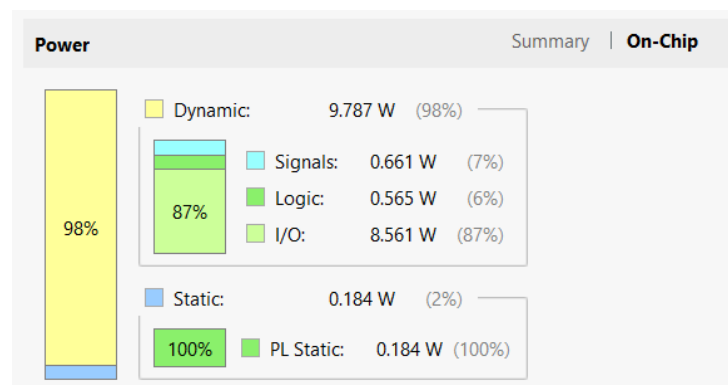 Power
Summary | On-Chip
Dynamic: 9.787 W (98%)
Signals: 0.661 W (7%)
Logic: 0.565 W (6%)
87%
I/O: 8.561 W (87%)
98%
Static: 0.184 W (2%)
100%
PL Static: 0.184 W (100%)